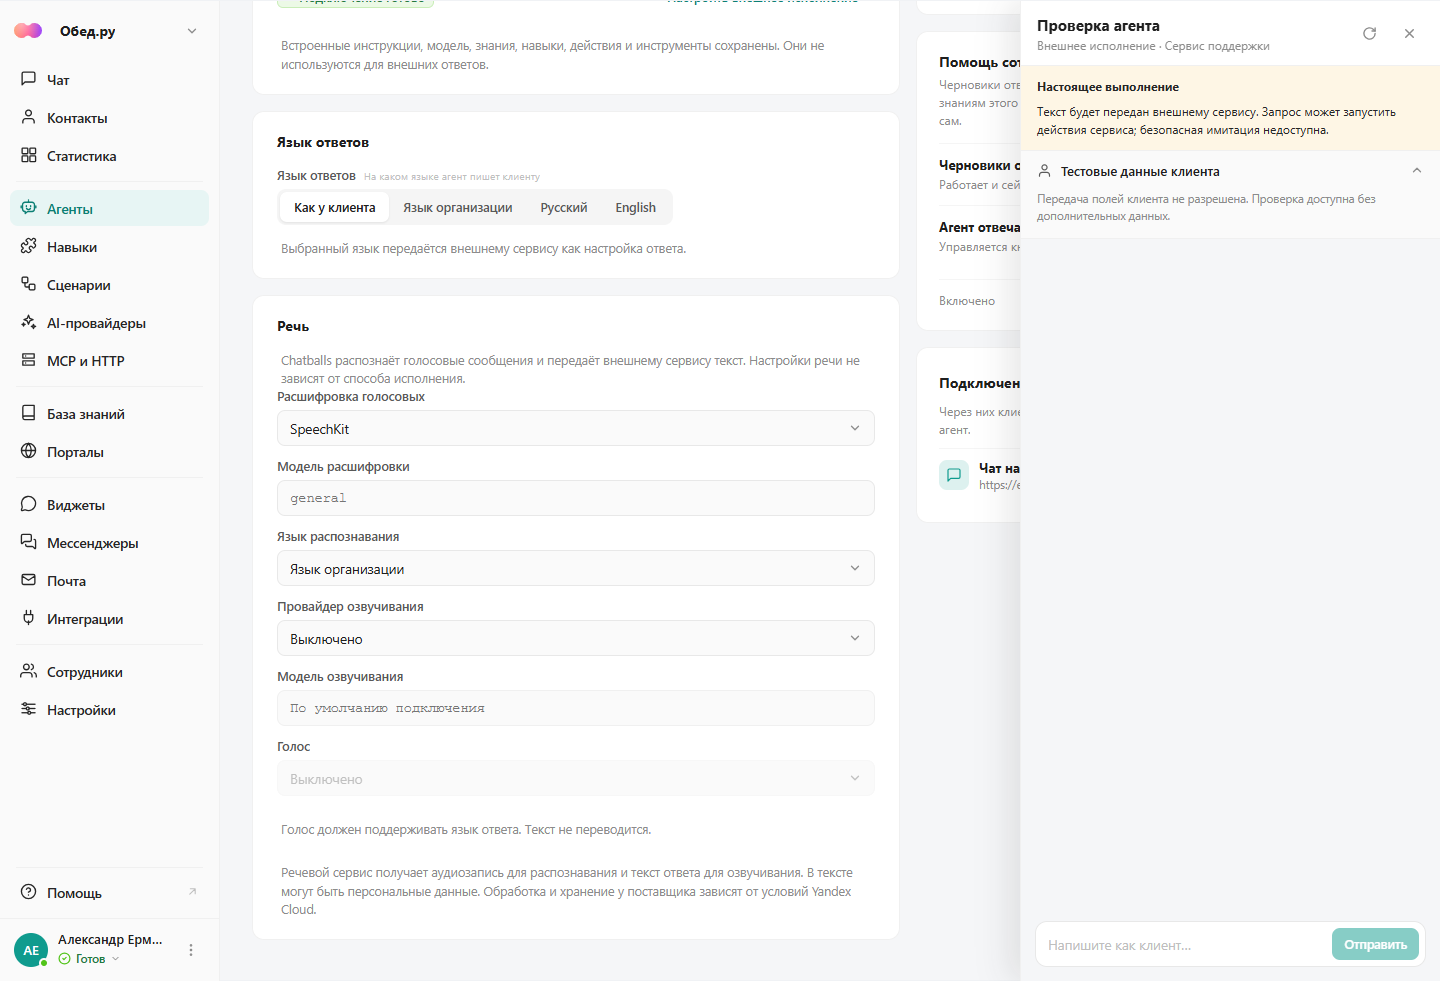 Обед.ру
Чат
Контакты
Статистика
Агенты
Навыки
Сценарии
AI-провайдеры
MCP и HTTP
База знаний
Порталы
Виджеты
Мессенджеры
Почта
Интеграции
Сотрудники
Настройки
Помощь
АЕ
Александр Ерм...
Готов
Встроенные инструкции, модель, знания, навыки, действия и инструменты сохранены. Они не
используются для внешних ответов.
Язык ответов
Язык ответов На каком языке агент пишет клиенту
Как у клиента Язык организации Русский English
Выбранный язык передаётся внешнему сервису как настройка ответа.
Речь
Chatballs распознаёт голосовые сообщения и передаёт внешнему сервису текст. Настройки речи не
зависят от способа исполнения.
Расшифровка голосовых
SpeechKit
Модель расшифровки
general
Язык распознавания
Язык организации
Провайдер озвучивания
Выключено
Модель озвучивания
По умолчанию подключения
Голос
Выключено
Голос должен поддерживать язык ответа. Текст не переводится.
Речевой сервис получает аудиозапись для распознавания и текст ответа для озвучивания. В тексте
могут быть персональные данные. Обработка и хранение у поставщика зависят от условий Yandex
Cloud.
Помощь
Черновики
знаниям этого
сам.
Черновики
Работает и
Агент
Управляется
Включено
Через них
агент.
Чат
Проверка агента
Внешнее исполнение · Сервис поддержки
Настоящее выполнение
Текст будет передан внешнему сервису. Запрос может запустить
действия сервиса; безопасная имитация недоступна.
Тестовые данные клиента
Передача полей клиента не разрешена. Проверка доступна без
дополнительных данных.
Напишите как клиент...
Отправить